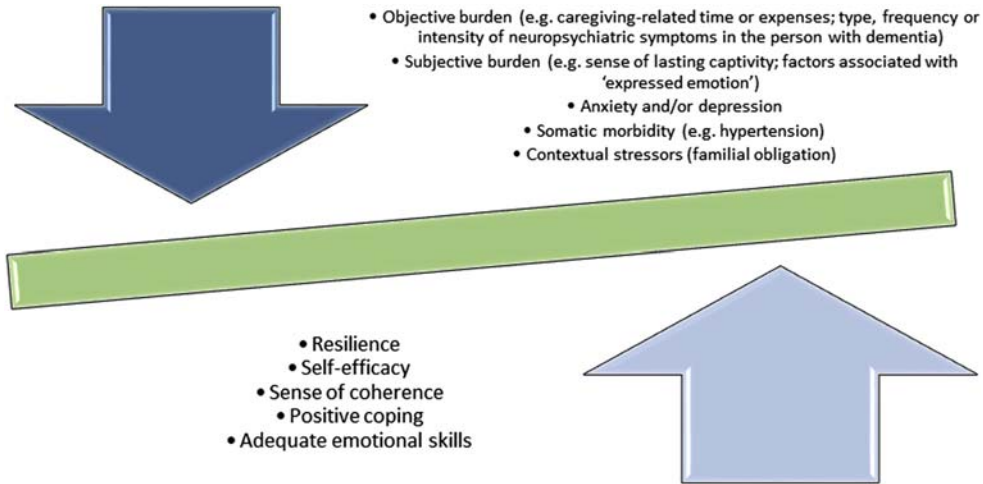 • Objective burden (e.g. caregiving-related time or expenses; type, frequency or
intensity of neuropsychiatric symptoms in the person with dementia)
• Subjective burden (e.g. sense of lasting captivity; factors associated with
‘expressed emotion’)
• Anxiety and/or depression
• Somatic morbidity (e.g. hypertension)
• Contextual stressors (familial obligation)
• Resilience
• Self-efficacy
• Sense of coherence
• Positive coping
• Adequate emotional skills